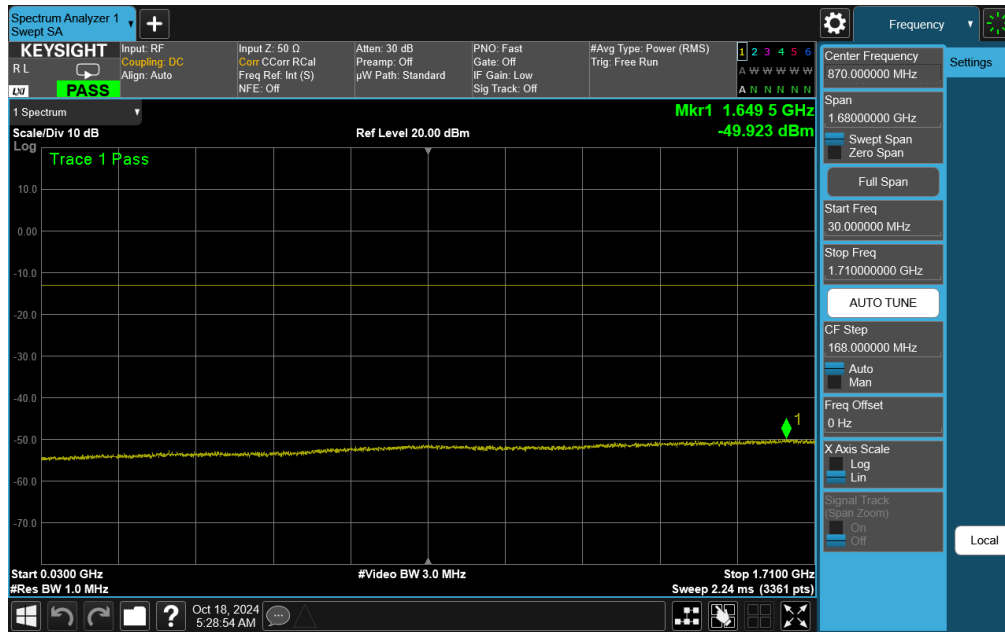 Spectrum Analyzer 1
Swept SA
+
Frequency
KEYSIGHT
R L
LXI
PASS
Input: RF
Coupling: DC
Align: Auto
Input Z: 50 Ω
Corr CCorr RCal
Freq Ref: Int (S)
NFE: Off
Atten: 30 dB
Preamp: Off
µW Path: Standard
PNO: Fast
Gate: Off
IF Gain: Low
Sig Track: Off
#Avg Type: Power (RMS)
Trig: Free Run
1 2 3 4 5 6
A W W W W W
A N N N N N
1 Spectrum
Scale/Div 10 dB
Log
Ref Level 20.00 dBm
Mkr1 1.649 5 GHz
-49.923 dBm
Trace 1 Pass
10.0
0.00
-10.0
-20.0
-30.0
-40.0
-50.0
-60.0
-70.0
1
Start 0.0300 GHz
#Res BW 1.0 MHz
#Video BW 3.0 MHz
Stop 1.7100 GHz
Sweep 2.24 ms (3361 pts)
?
Oct 18, 2024
5:28:54 AM
Center Frequency
870.000000 MHz
Span
1.68000000 GHz
Swept Span
Zero Span
Full Span
Start Freq
30.000000 MHz
Stop Freq
1.710000000 GHz
AUTO TUNE
CF Step
168.000000 MHz
Auto
Man
Freq Offset
0 Hz
X Axis Scale
Log
Lin
Signal Track
(Span Zoom)
On
Off
Settings
Local